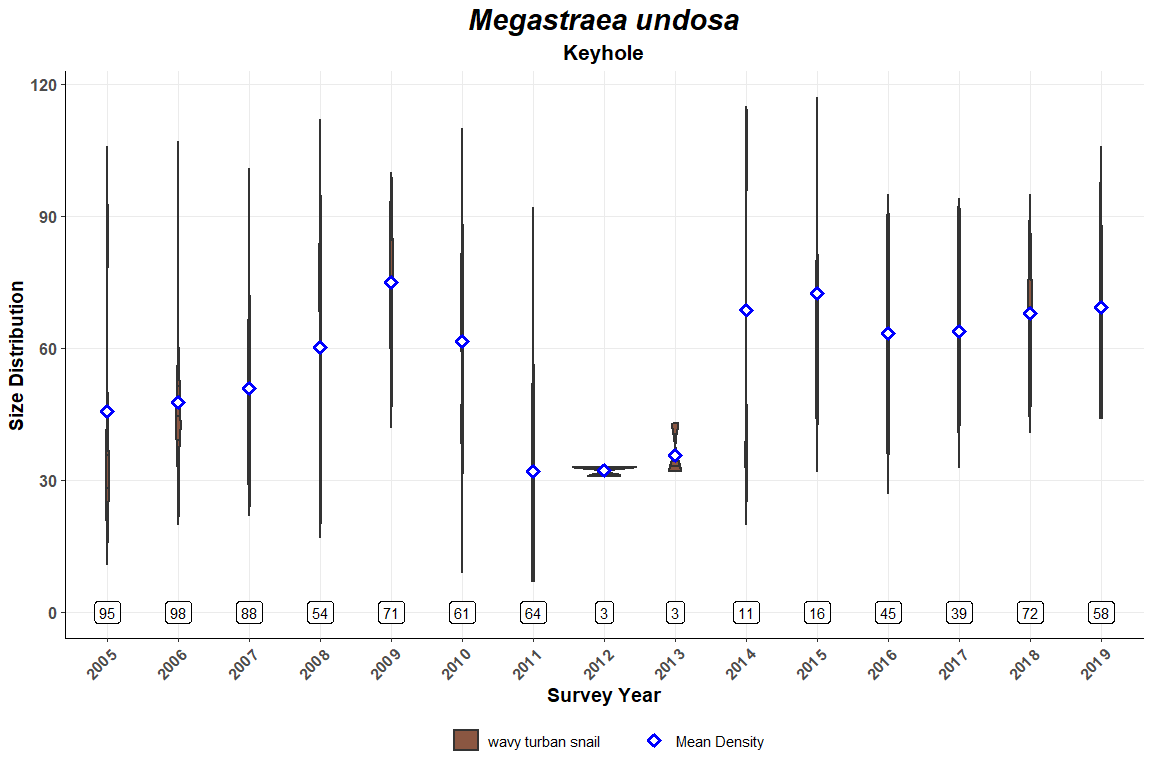 Megastraea undosa
Keyhole
Size Distribution
120
90
60
30
0
95 98 88 54 71 61 64 3 3 11 16 45 39 72 58
2005 2006 2007 2008 2009 2010 2011 2012 2013 2014 2015 2016 2017 2018 2019
Survey Year
wavy turban snail Mean Density